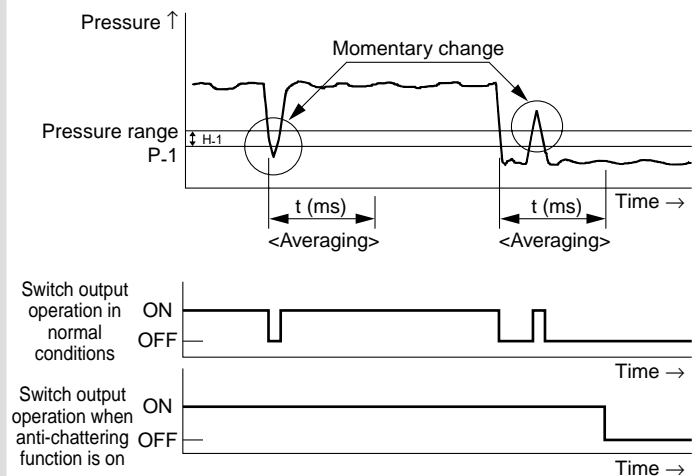 Pressure ↑
Momentary change
Pressure range
H-1
P-1
t (ms)
t (ms)
Time →
<Averaging>
<Averaging>
Switch output
operation in
normal
conditions
ON
OFF
Time →
Switch output
operation when
anti-chattering
function is on
ON
OFF
Time →